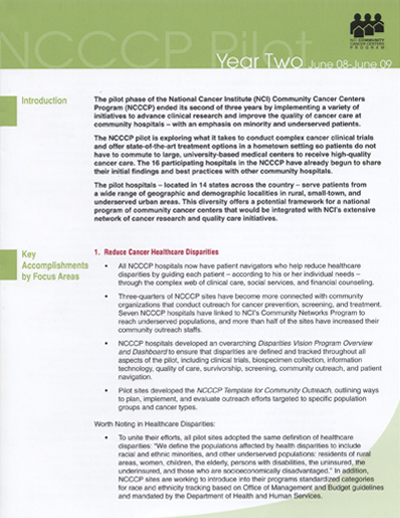 NCCCP Pilot
NCI COMMUNITY
CANCER CENTERS
PROGRAM
Year Two June 08-June 09
Introduction
The pilot phase of the National Cancer Institute (NCI) Community Cancer Centers
Program (NCCCP) ended its second of three years by implementing a variety of
initiatives to advance clinical research and improve the quality of cancer care at
community hospitals – with an emphasis on minority and underserved patients.
The NCCCP pilot is exploring what it takes to conduct complex cancer clinical trials
and offer state-of-the-art treatment options in a hometown setting so patients do not
have to commute to large, university-based medical centers to receive high-quality
cancer care. The 16 participating hospitals in the NCCCP have already begun to share
their initial findings and best practices with other community hospitals.
The pilot hospitals – located in 14 states across the country – serve patients from
a wide range of geographic and demographic localities in rural, small-town, and
underserved urban areas. This diversity offers a potential framework for a national
program of community cancer centers that would be integrated with NCI's extensive
network of cancer research and quality care initiatives.
Key
Accomplishments
by Focus Areas
1. Reduce Cancer Healthcare Disparities
• All NCCCP hospitals now have patient navigators who help reduce healthcare
disparities by guiding each patient – according to his or her individual needs –
through the complex web of clinical care, social services, and financial counseling.
• Three-quarters of NCCCP sites have become more connected with community
organizations that conduct outreach for cancer prevention, screening, and treatment.
Seven NCCCP hospitals have linked to NCI's Community Networks Program to
reach underserved populations, and more than half of the sites have increased their
community outreach staff.
• NCCCP hospitals developed an overarching Disparities Vision Program Overview
and Dashboard to ensure that disparities are defined and tracked throughout all
aspects of the pilot, including clinical trials, biospecimen collection, information
technology, quality of care, survivorship, screening, community outreach, and patient
navigation.
• Pilot sites developed the NCCCP Template for Community Outreach, outlining ways
to plan, implement, and evaluate outreach efforts targeted to specific population
groups and cancer types.
Worth Noting in Healthcare Disparities:
• To unite their efforts, all pilot sites adopted the same definition of healthcare
disparities: "We define the populations affected by health disparities to include
racial and ethnic minorities, and other underserved populations: residents of rural
areas, women, children, the elderly, persons with disabilities, the uninsured, the
underinsured, and those who are socioeconomically disadvantaged." In addition,
NCCCP sites are working to introduce into their programs standardized categories
for race and ethnicity tracking based on Office of Management and Budget guidelines
and mandated by the Department of Health and Human Services.